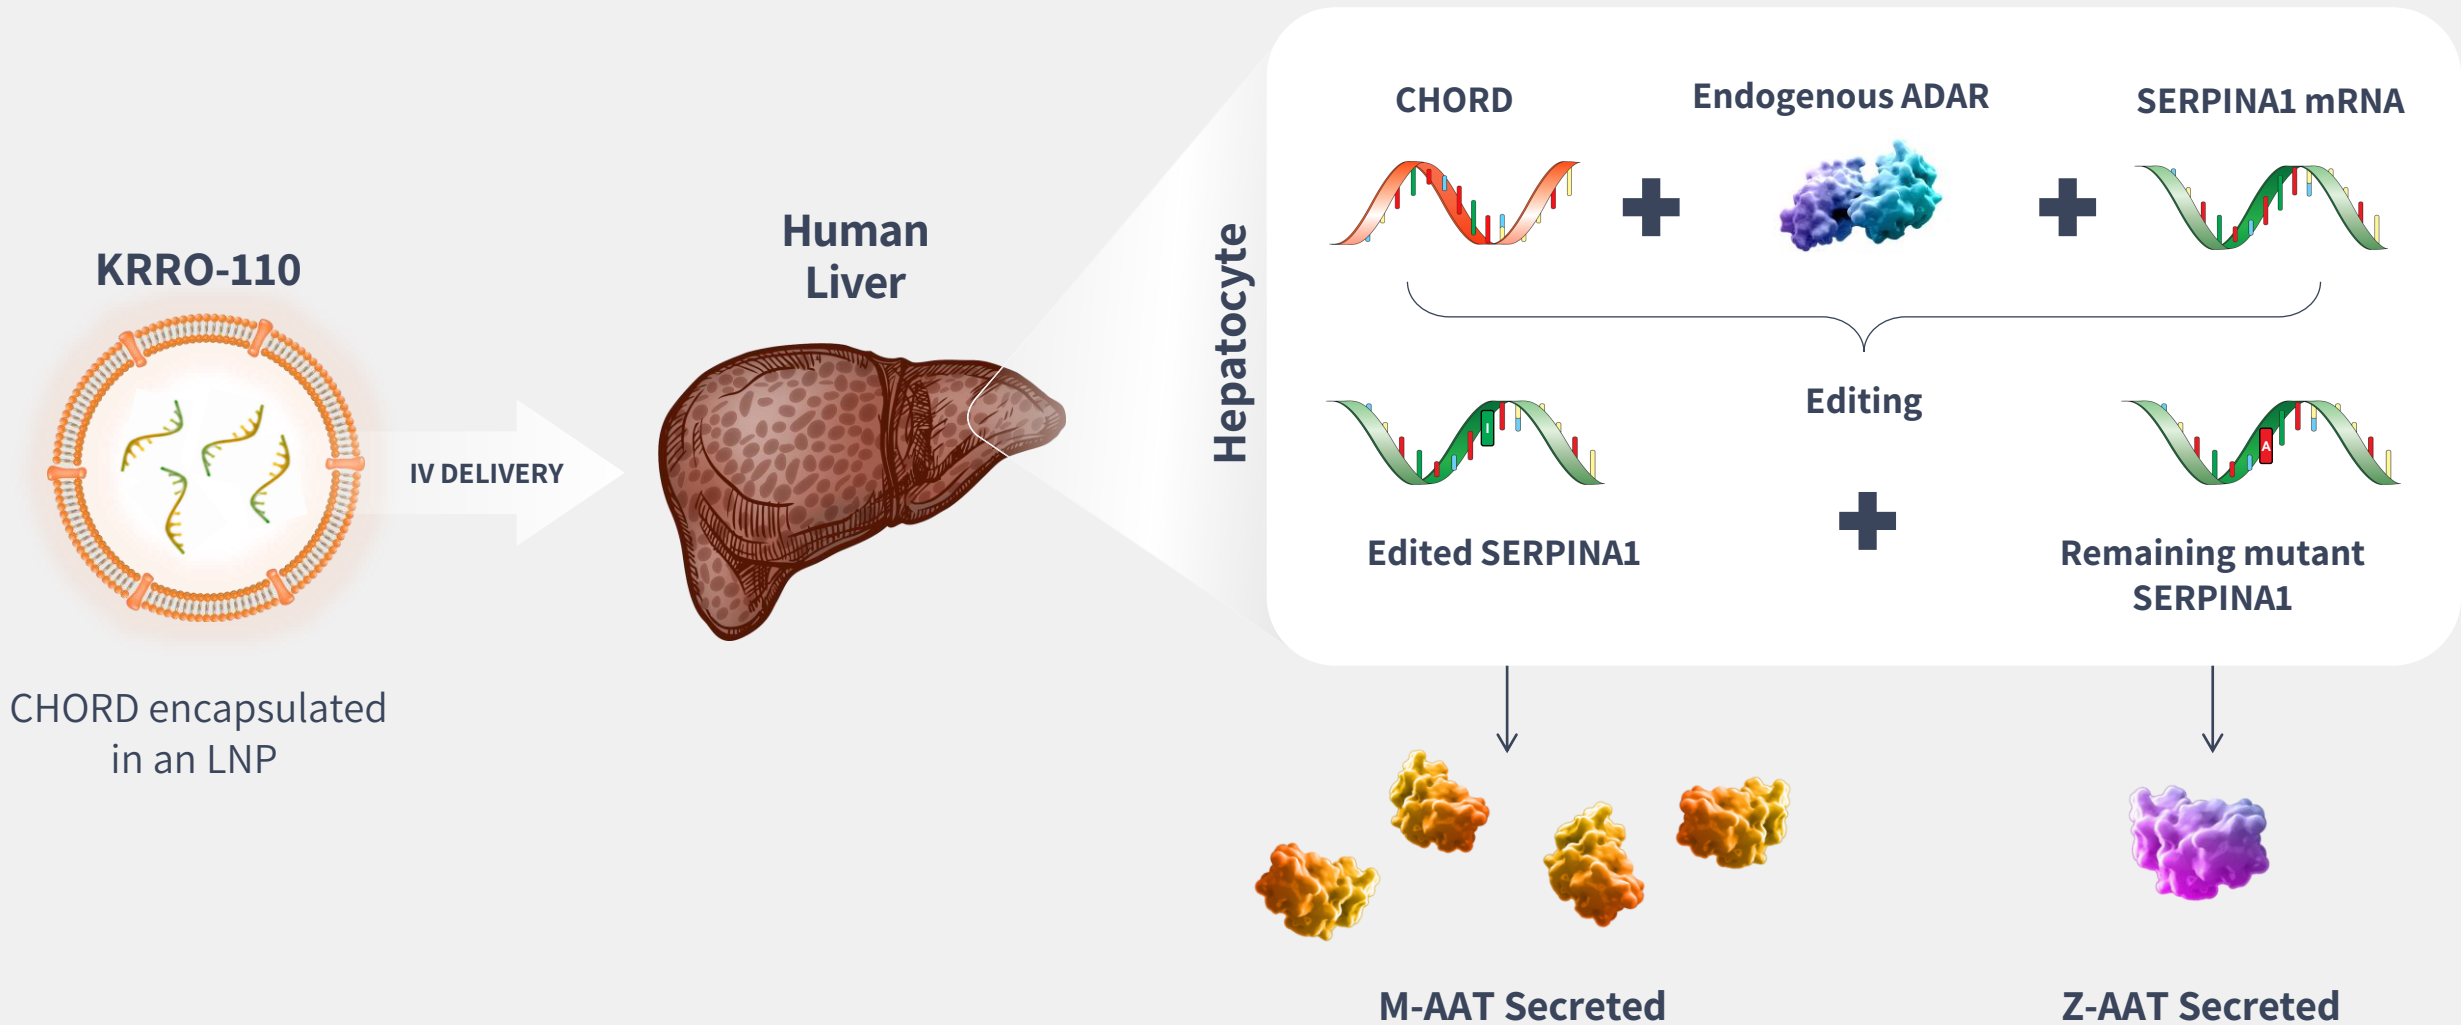 KRRO-110
CHORD encapsulated
in an LNP
IV DELIVERY
Human
Liver
Hepatocyte
CHORD
Endogenous ADAR
SERPINA1 mRNA
Editing
I
A
Edited SERPINA1
Remaining mutant
SERPINA1
M-AAT Secreted
Z-AAT Secreted